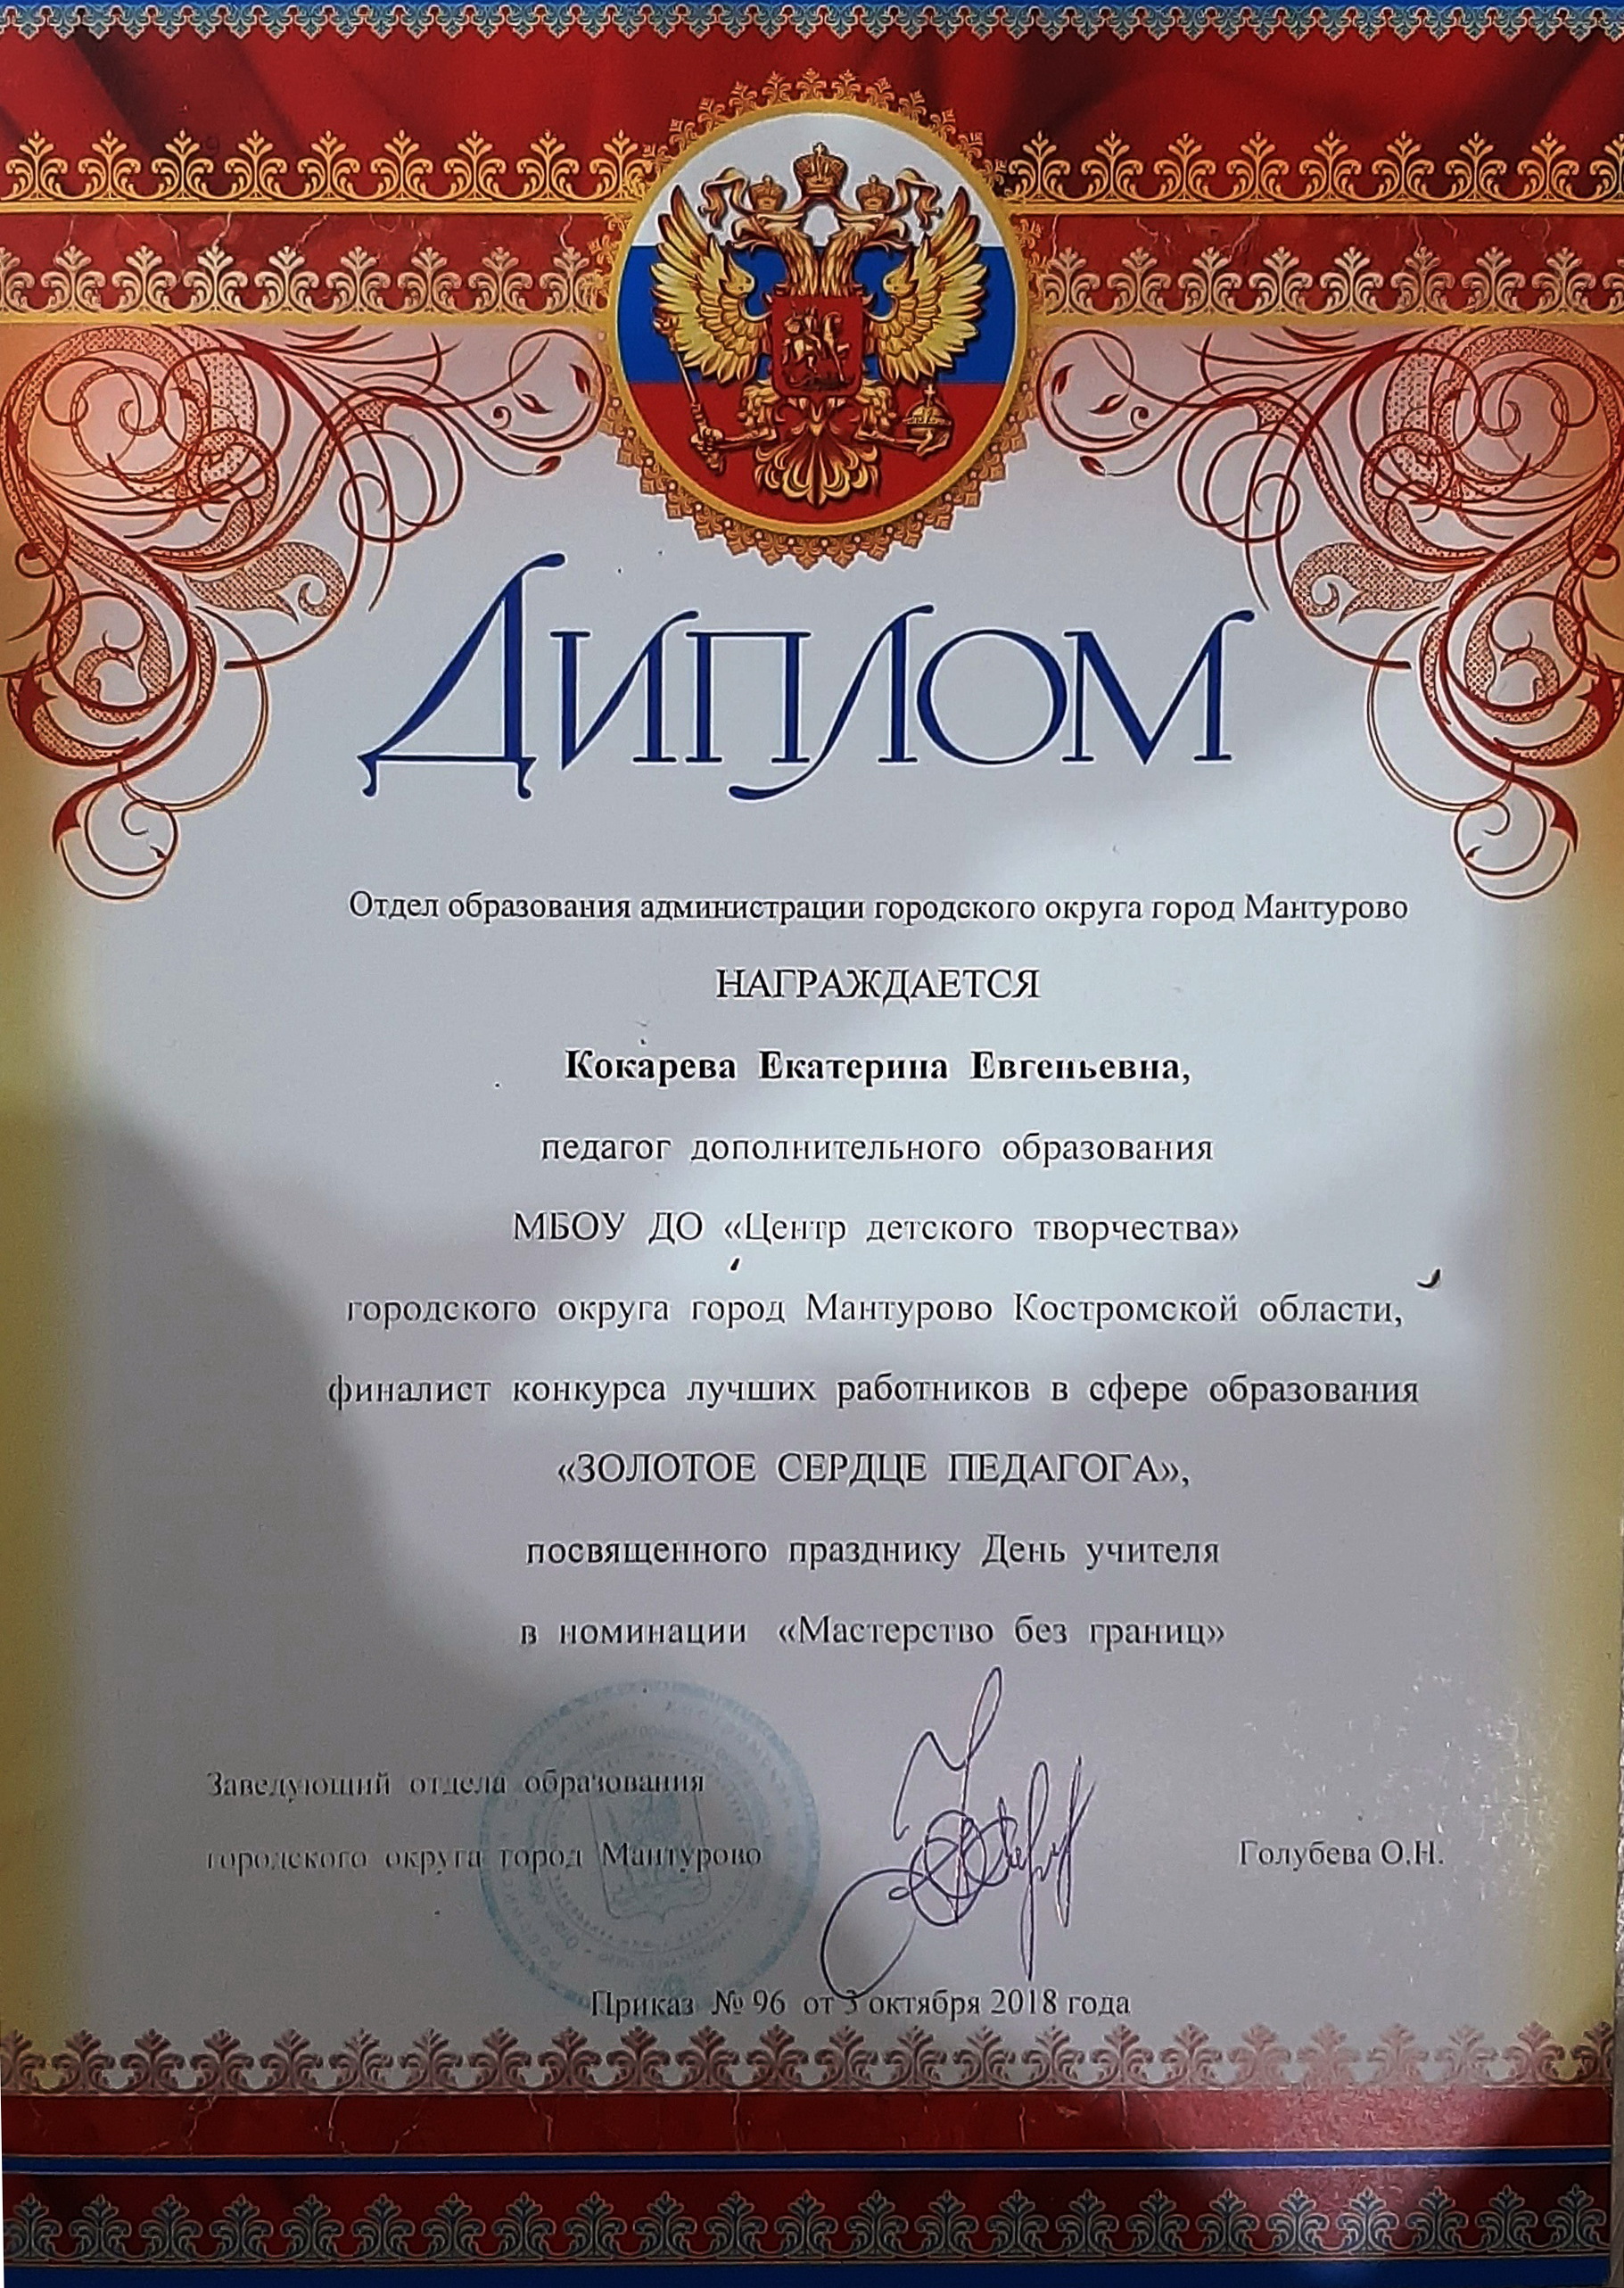 Диплом
Отдел образования администрации городского округа город Мантурово
НАГРАЖДАЕТСЯ
Кокарева Екатерина Евгеньевна,
педагог дополнительного образования
МБОУ ДО «Центр детского творчества»
городского округа город Мантурово Костромской области,
финалист конкурса лучших работников в сфере образования
«ЗОЛОТОЕ СЕРДЦЕ ПЕДАГОГА»,
посвященного празднику День учителя
в номинации «Мастерство без границ»
Заведующий отдела образования
городского округа город Мантурово
Голубева О.Н.
Приказ № 96 от 3 октября 2018 года